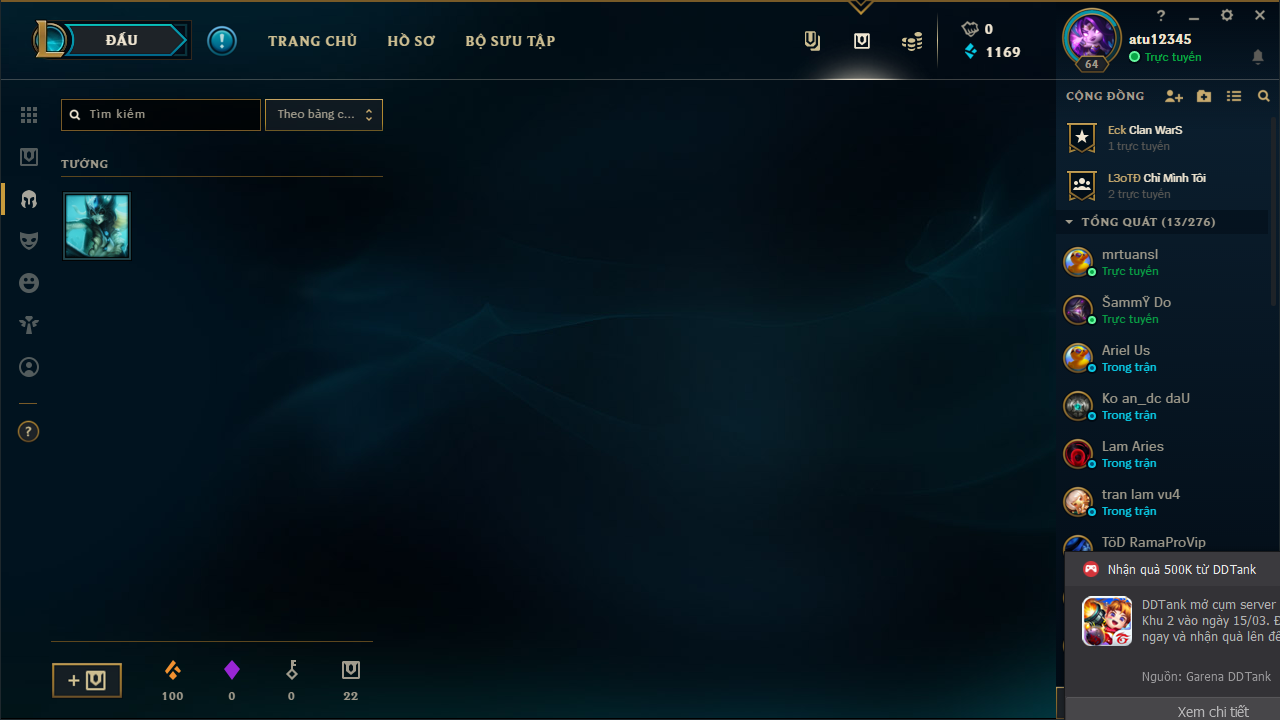 ĐẤU
TRANG CHỦ
HỒ SƠ
BỘ SƯU TẬP
0
1169
64
?
atu12345
Trực tuyến
Tìm kiếm
Theo bảng c...
TƯỚNG
?
+
100
0
0
22
CỘNG ĐỒNG
Eck Clan WarS
1 trực tuyến
L3oTĐ Chỉ Mình Tôi
2 trực tuyến
TỔNG QUÁT (13/276)
mrtuansl
Trực tuyến
ŠammŸ Do
Trực tuyến
Ariel Us
Trong trận
Ko an_dc daU
Trong trận
Lam Aries
Trong trận
tran lam vu4
Trong trận
TõD RamaProVip
Nhận quà 500K từ DDTank
DDTank mở cụm server
Khu 2 vào ngày 15/03. Đ
ngay và nhận quà lên đế
Nguồn: Garena DDTank
Xem chi tiết